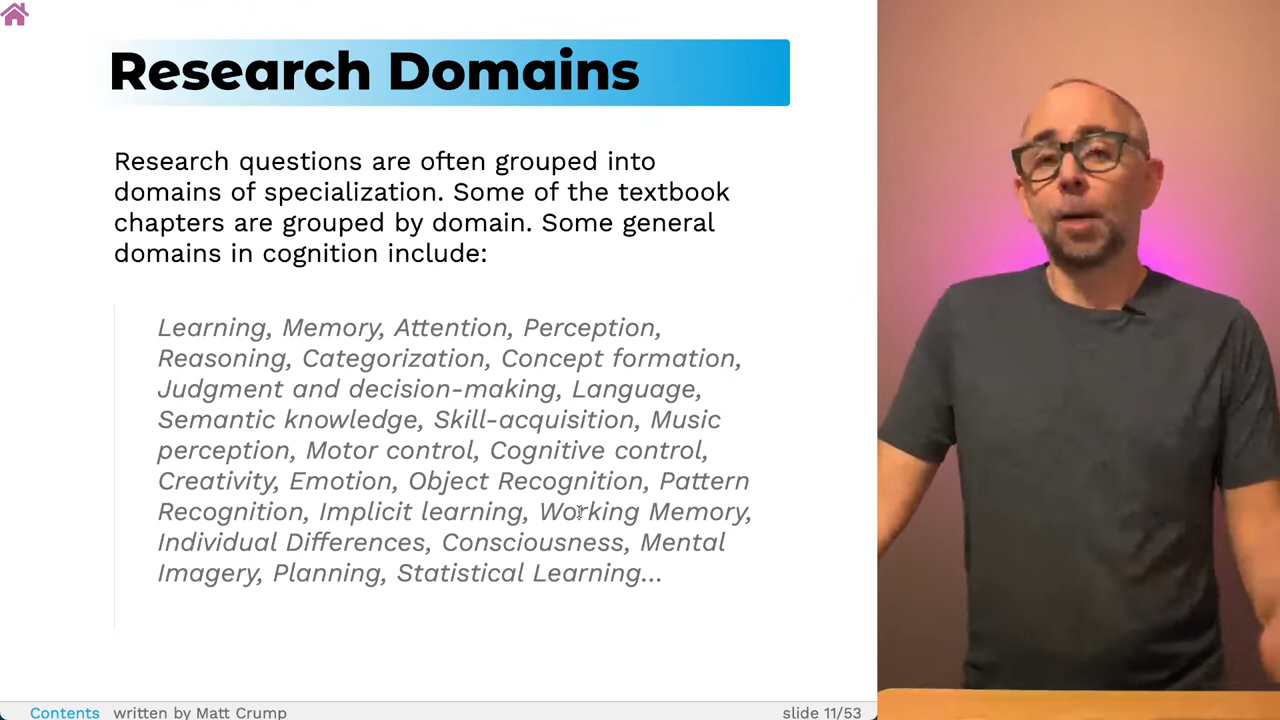 Research Domains
Research questions are often grouped into
domains of specialization. Some of the textbook
chapters are grouped by domain. Some general
domains in cognition include:
Learning, Memory, Attention, Perception,
Reasoning, Categorization, Concept formation,
Judgment and decision-making, Language,
Semantic knowledge, Skill-acquisition, Music
perception, Motor control, Cognitive control,
Creativity, Emotion, Object Recognition, Pattern
Recognition, Implicit learning, Working Memory,
Individual Differences, Consciousness, Mental
Imagery, Planning, Statistical Learning...
Contents written by Matt Crump slide 11/53